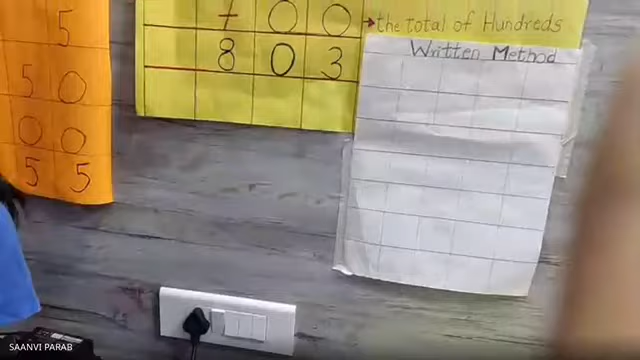 5
5 0
0 0
5 5
7 0 0 → the total of Hundreds
8 0 3
Written Method
SAANVI PARAB